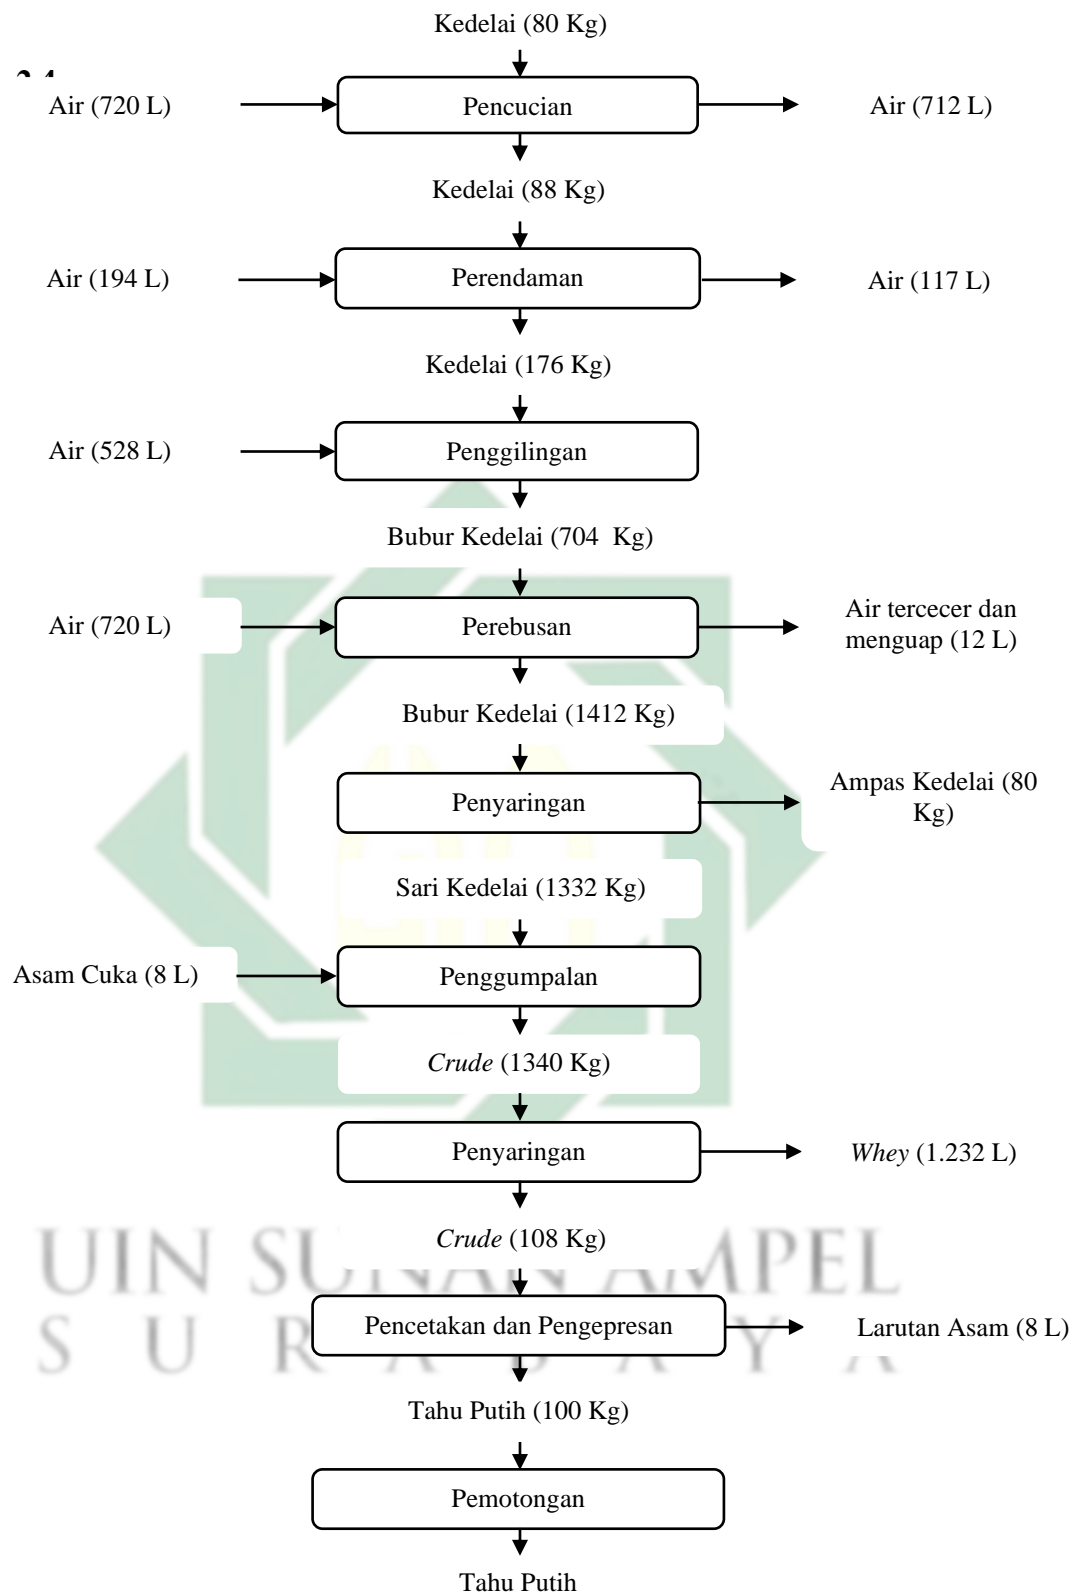 Kedelai (80 Kg)
Air (720 L)
Pencucian
Air (712 L)
Kedelai (88 Kg)
Air (194 L)
Perendaman
Air (117 L)
Kedelai (176 Kg)
Air (528 L)
Penggilingan
Bubur Kedelai (704  Kg)
Air (720 L)
Perebusan
Air tercecer dan
menguap (12 L)
Bubur Kedelai (1412 Kg)
Penyaringan
Ampas Kedelai (80
Kg)
Sari Kedelai (1332 Kg)
Asam Cuka (8 L)
Penggumpalan
Crude (1340 Kg)
Penyaringan
Whey (1.232 L)
Crude (108 Kg)
UIN SUNAN AMPEL
Pencetakan dan Pengepresan
Larutan Asam (8 L)
S U R A B A Y A
Tahu Putih (100 Kg)
Pemotongan
Tahu Putih